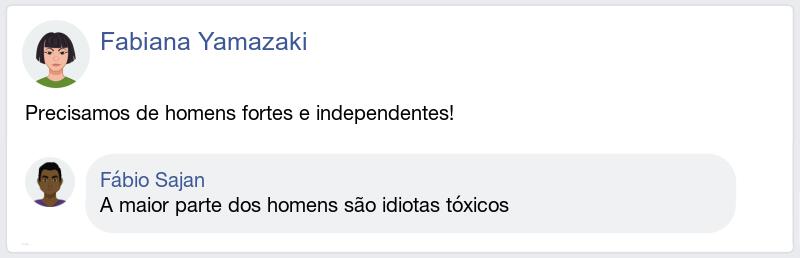 Fabiana Yamazaki
Precisamos de homens fortes e independentes!
Fábio Sajan
A maior parte dos homens são idiotas tóxicos